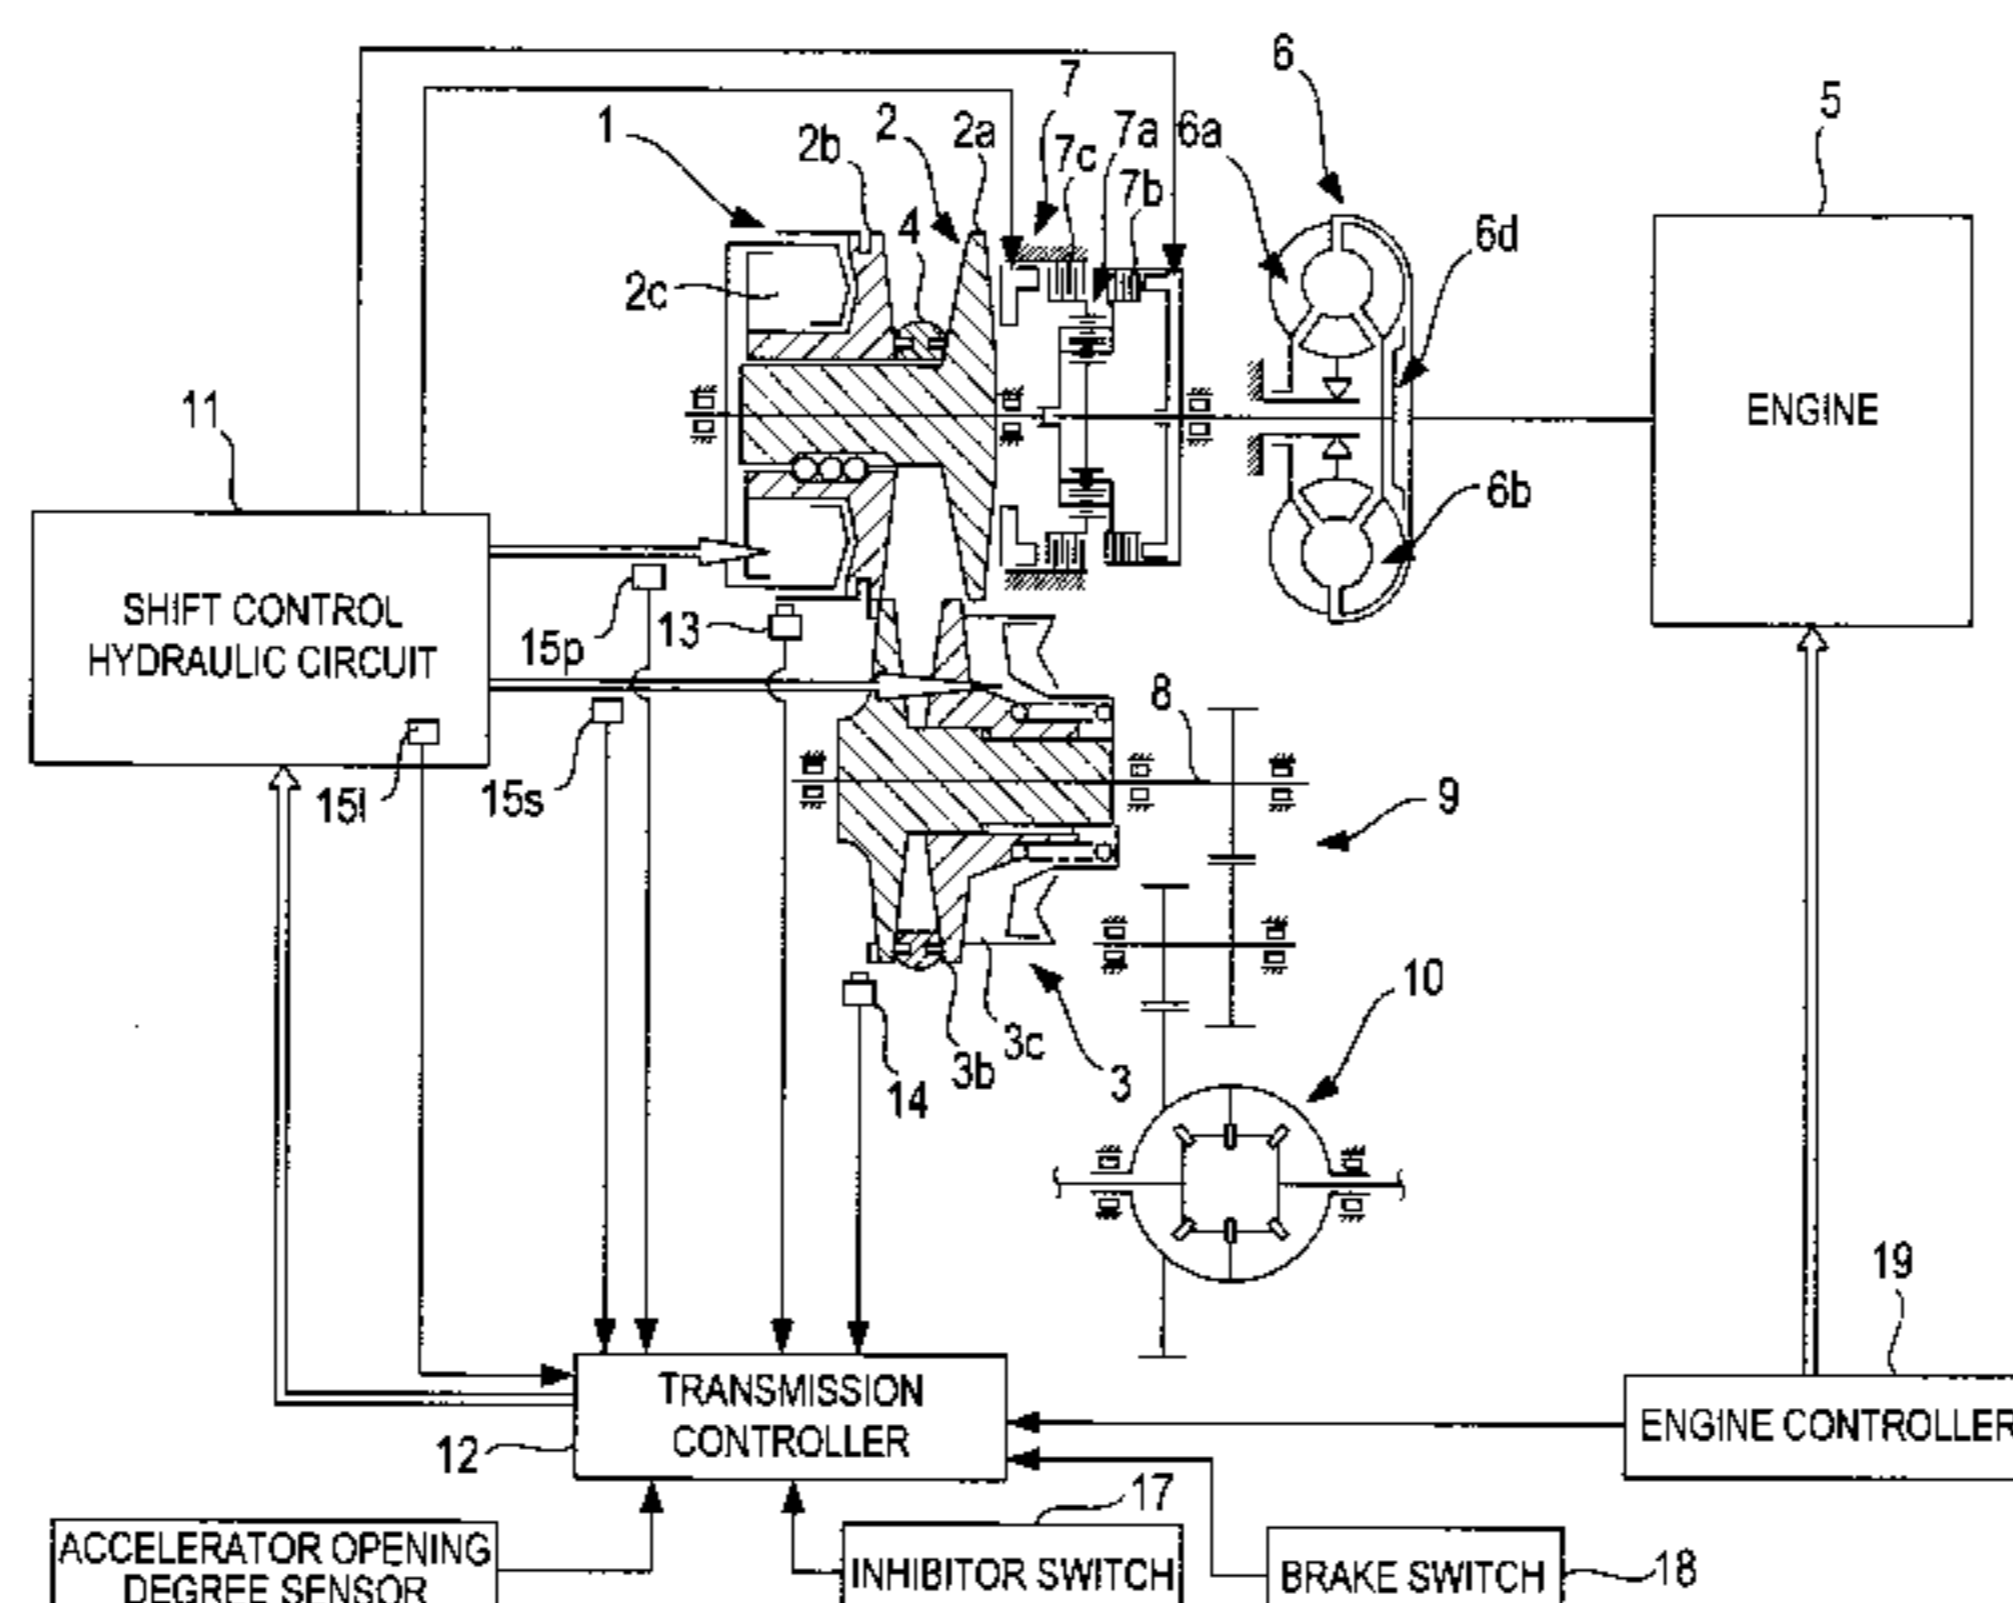 6
7
5
1
2b
2
2a
7c
7a
6a
7b
4
6d
2c
11
ENGINE
6b
SHIFT CONTROL
HYDRAULIC CIRCUIT
15p
13
8
15l
15s
9
10
3c
3b
3
14
19
TRANSMISSION
CONTROLLER
12
ENGINE CONTROLLER
17
ACCELERATOR OPENING
DEGREE SENSOR
INHIBITOR SWITCH
BRAKE SWITCH
18